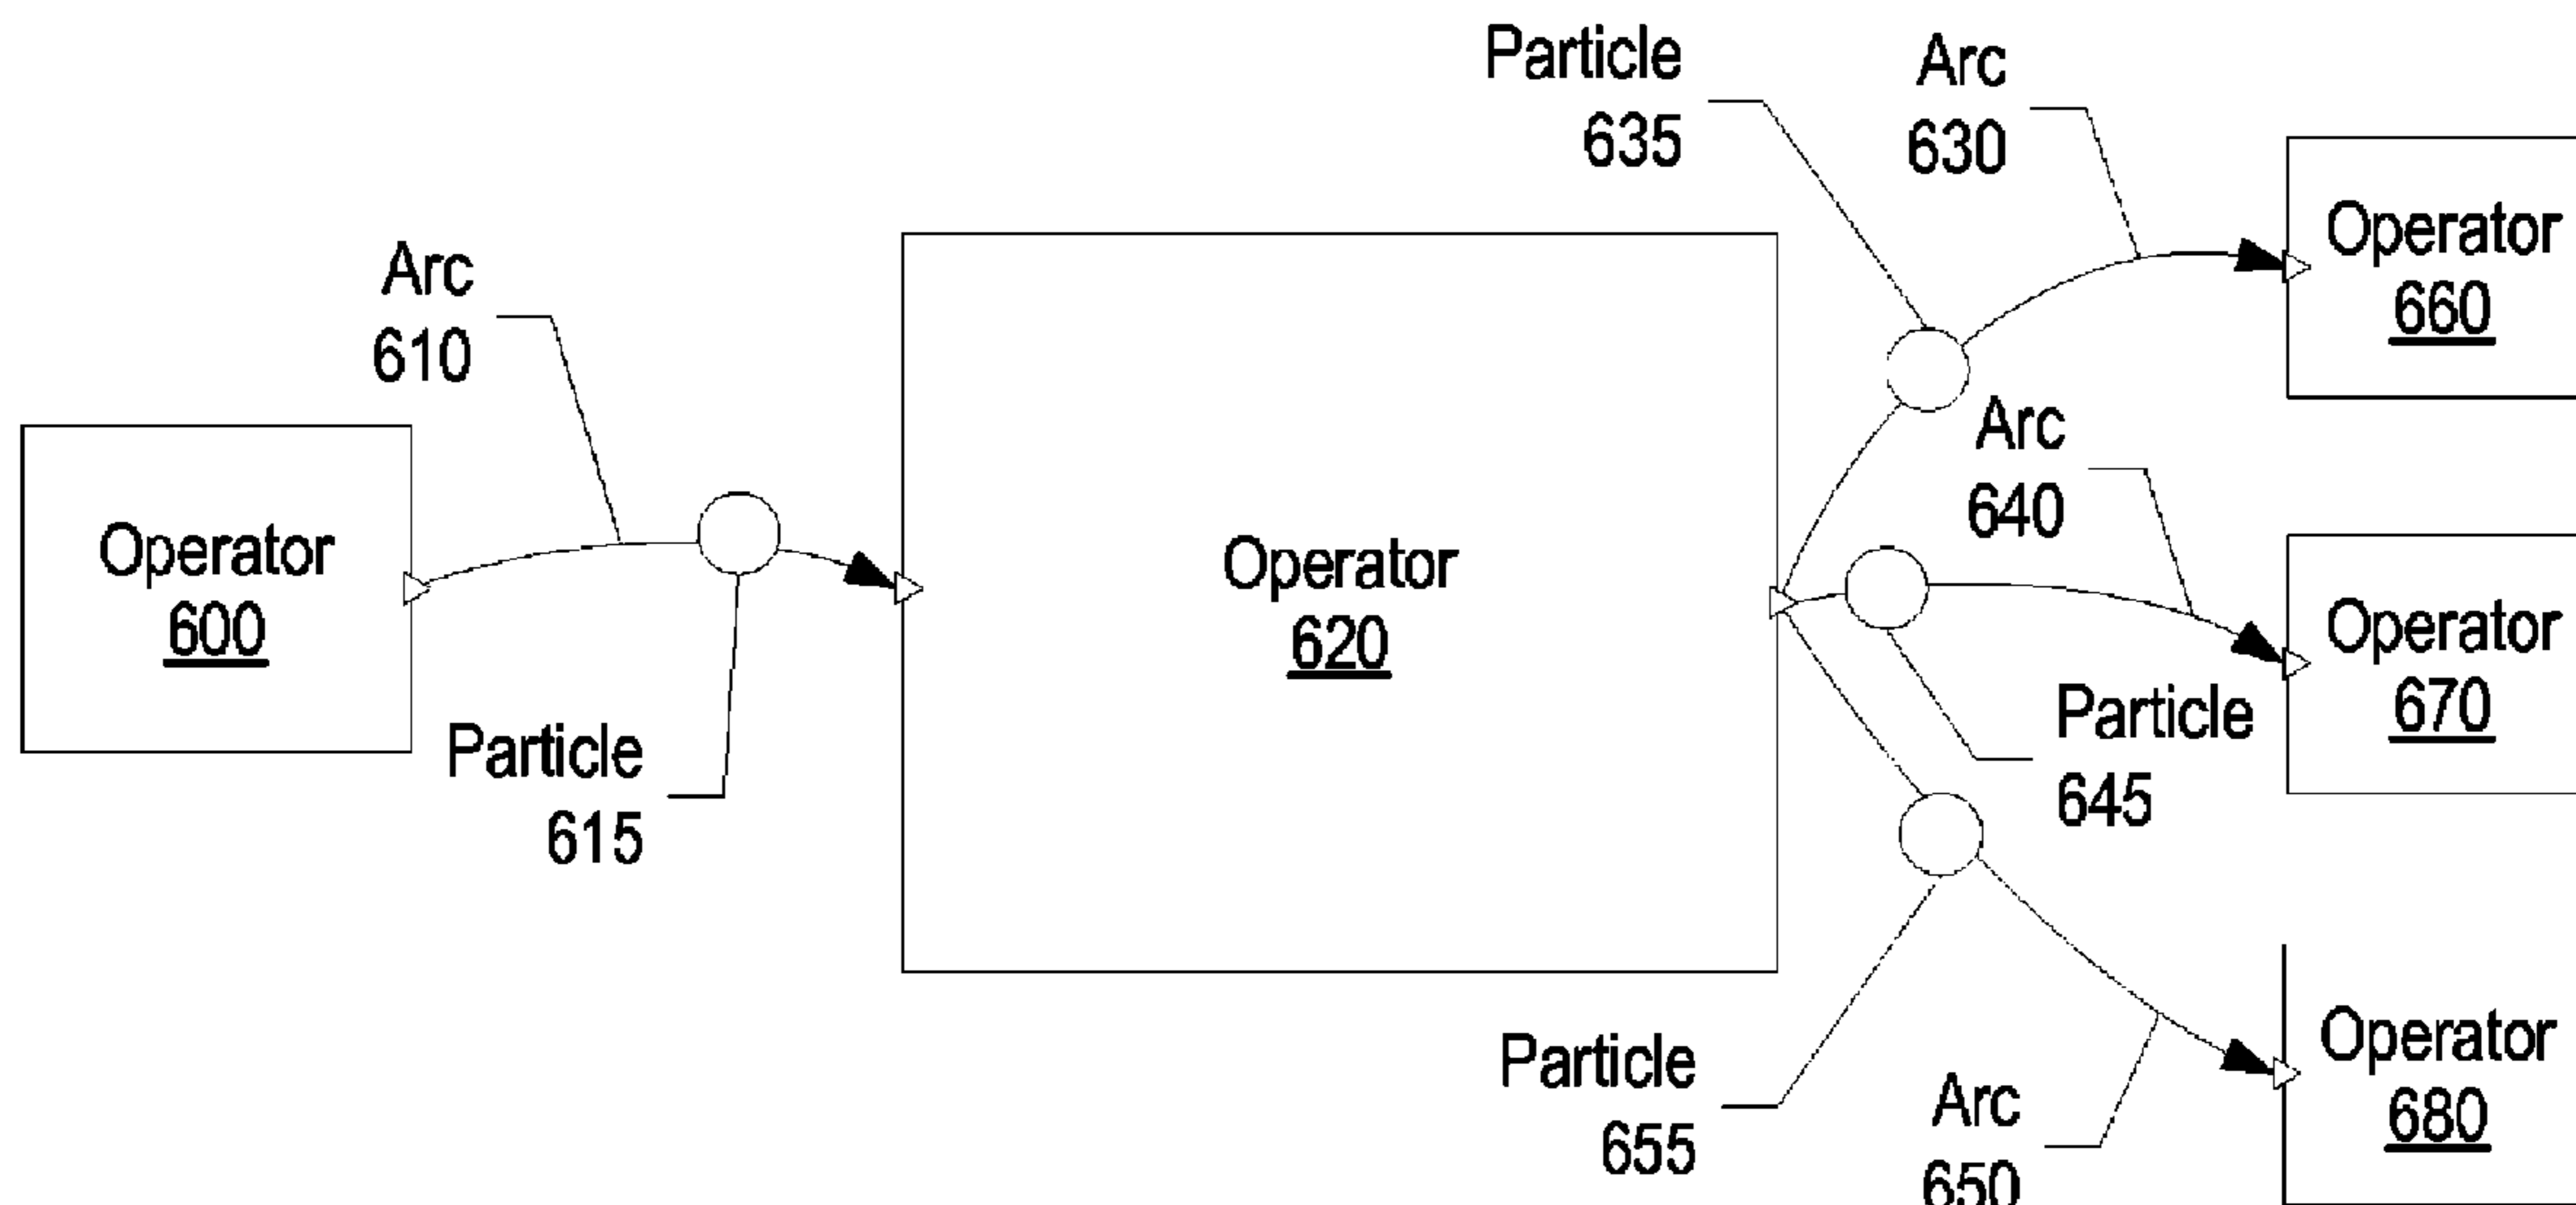 Particle
635
Arc
630
Operator
660
Arc
610
Arc
640
Operator
600
Operator
620
Operator
670
Particle
645
Particle
615
Particle
655
Arc
650
Operator
680